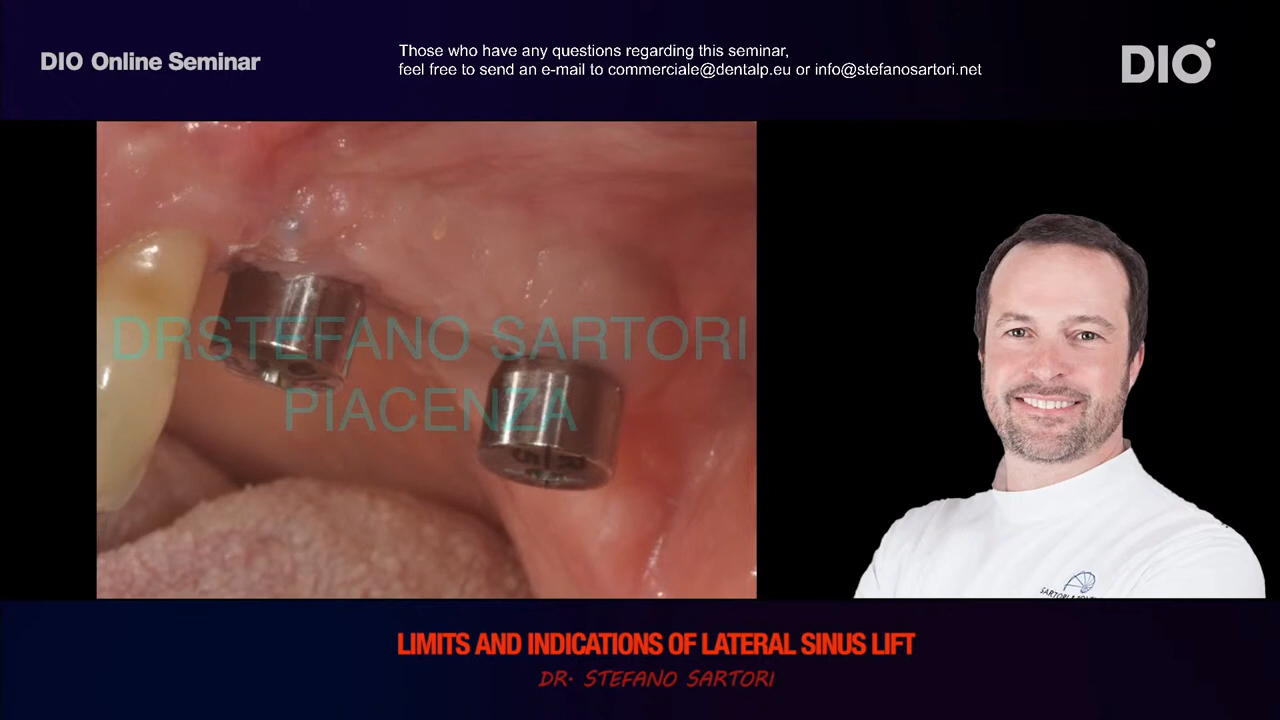 DIO Online Seminar
Those who have any questions regarding this seminar,
feel free to send an e-mail to commerciale@dentalp.eu or info@stefanosartori.net
DIO
DRSTEFANO SARTORI
PIACENZA
LIMITS AND INDICATIONS OF LATERAL SINUS LIFT
DR. STEFANO SARTORI